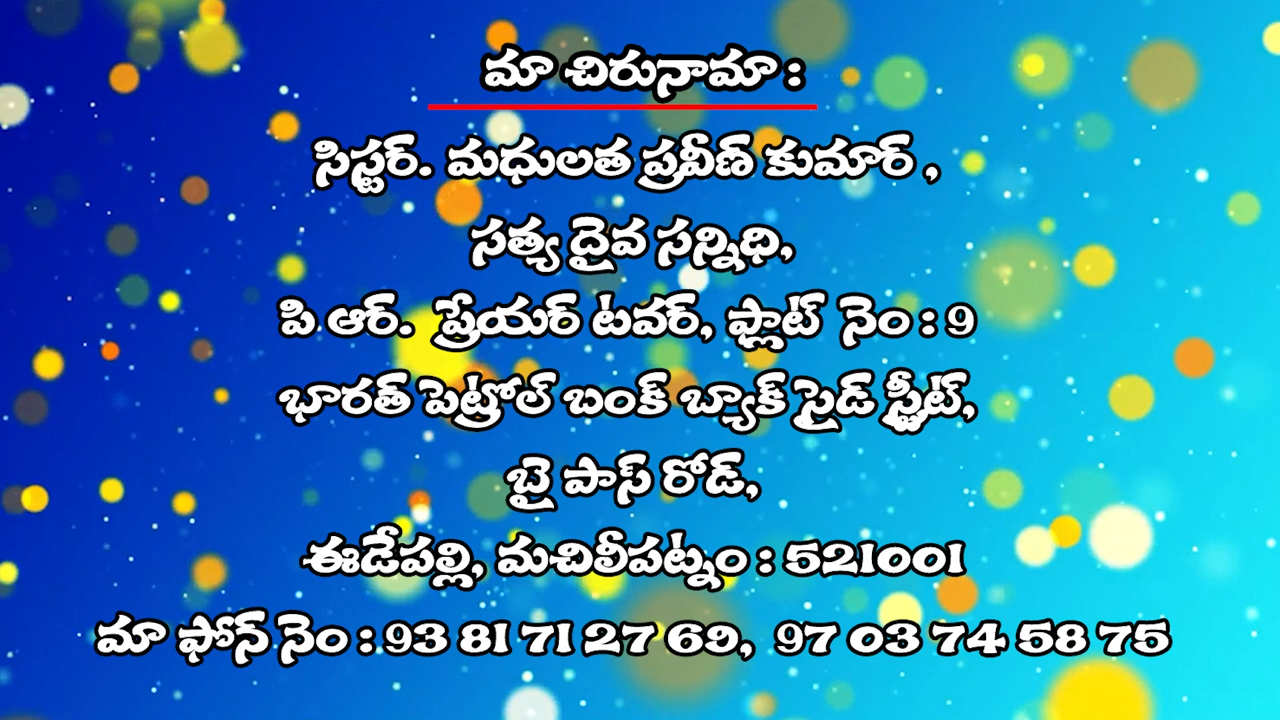 మా చిరునామా :
సిస్టర్. మధులత ప్రవీణ్ కుమార్ ,
సత్య దైవ సన్నిధి,
పి .ఆర్. ప్రేయర్ టవర్, ఫ్లాట్ నెం : 9
భారత్ పెట్రోల్ బంక్ బ్యాక్ సైడ్ స్ట్రీట్,
బై పాస్ రోడ్,
ఈడేపల్లి, మచిలీపట్నం : 521001
మా ఫోన్ నెం : 93 81 71 27 69, 97 03 74 58 75